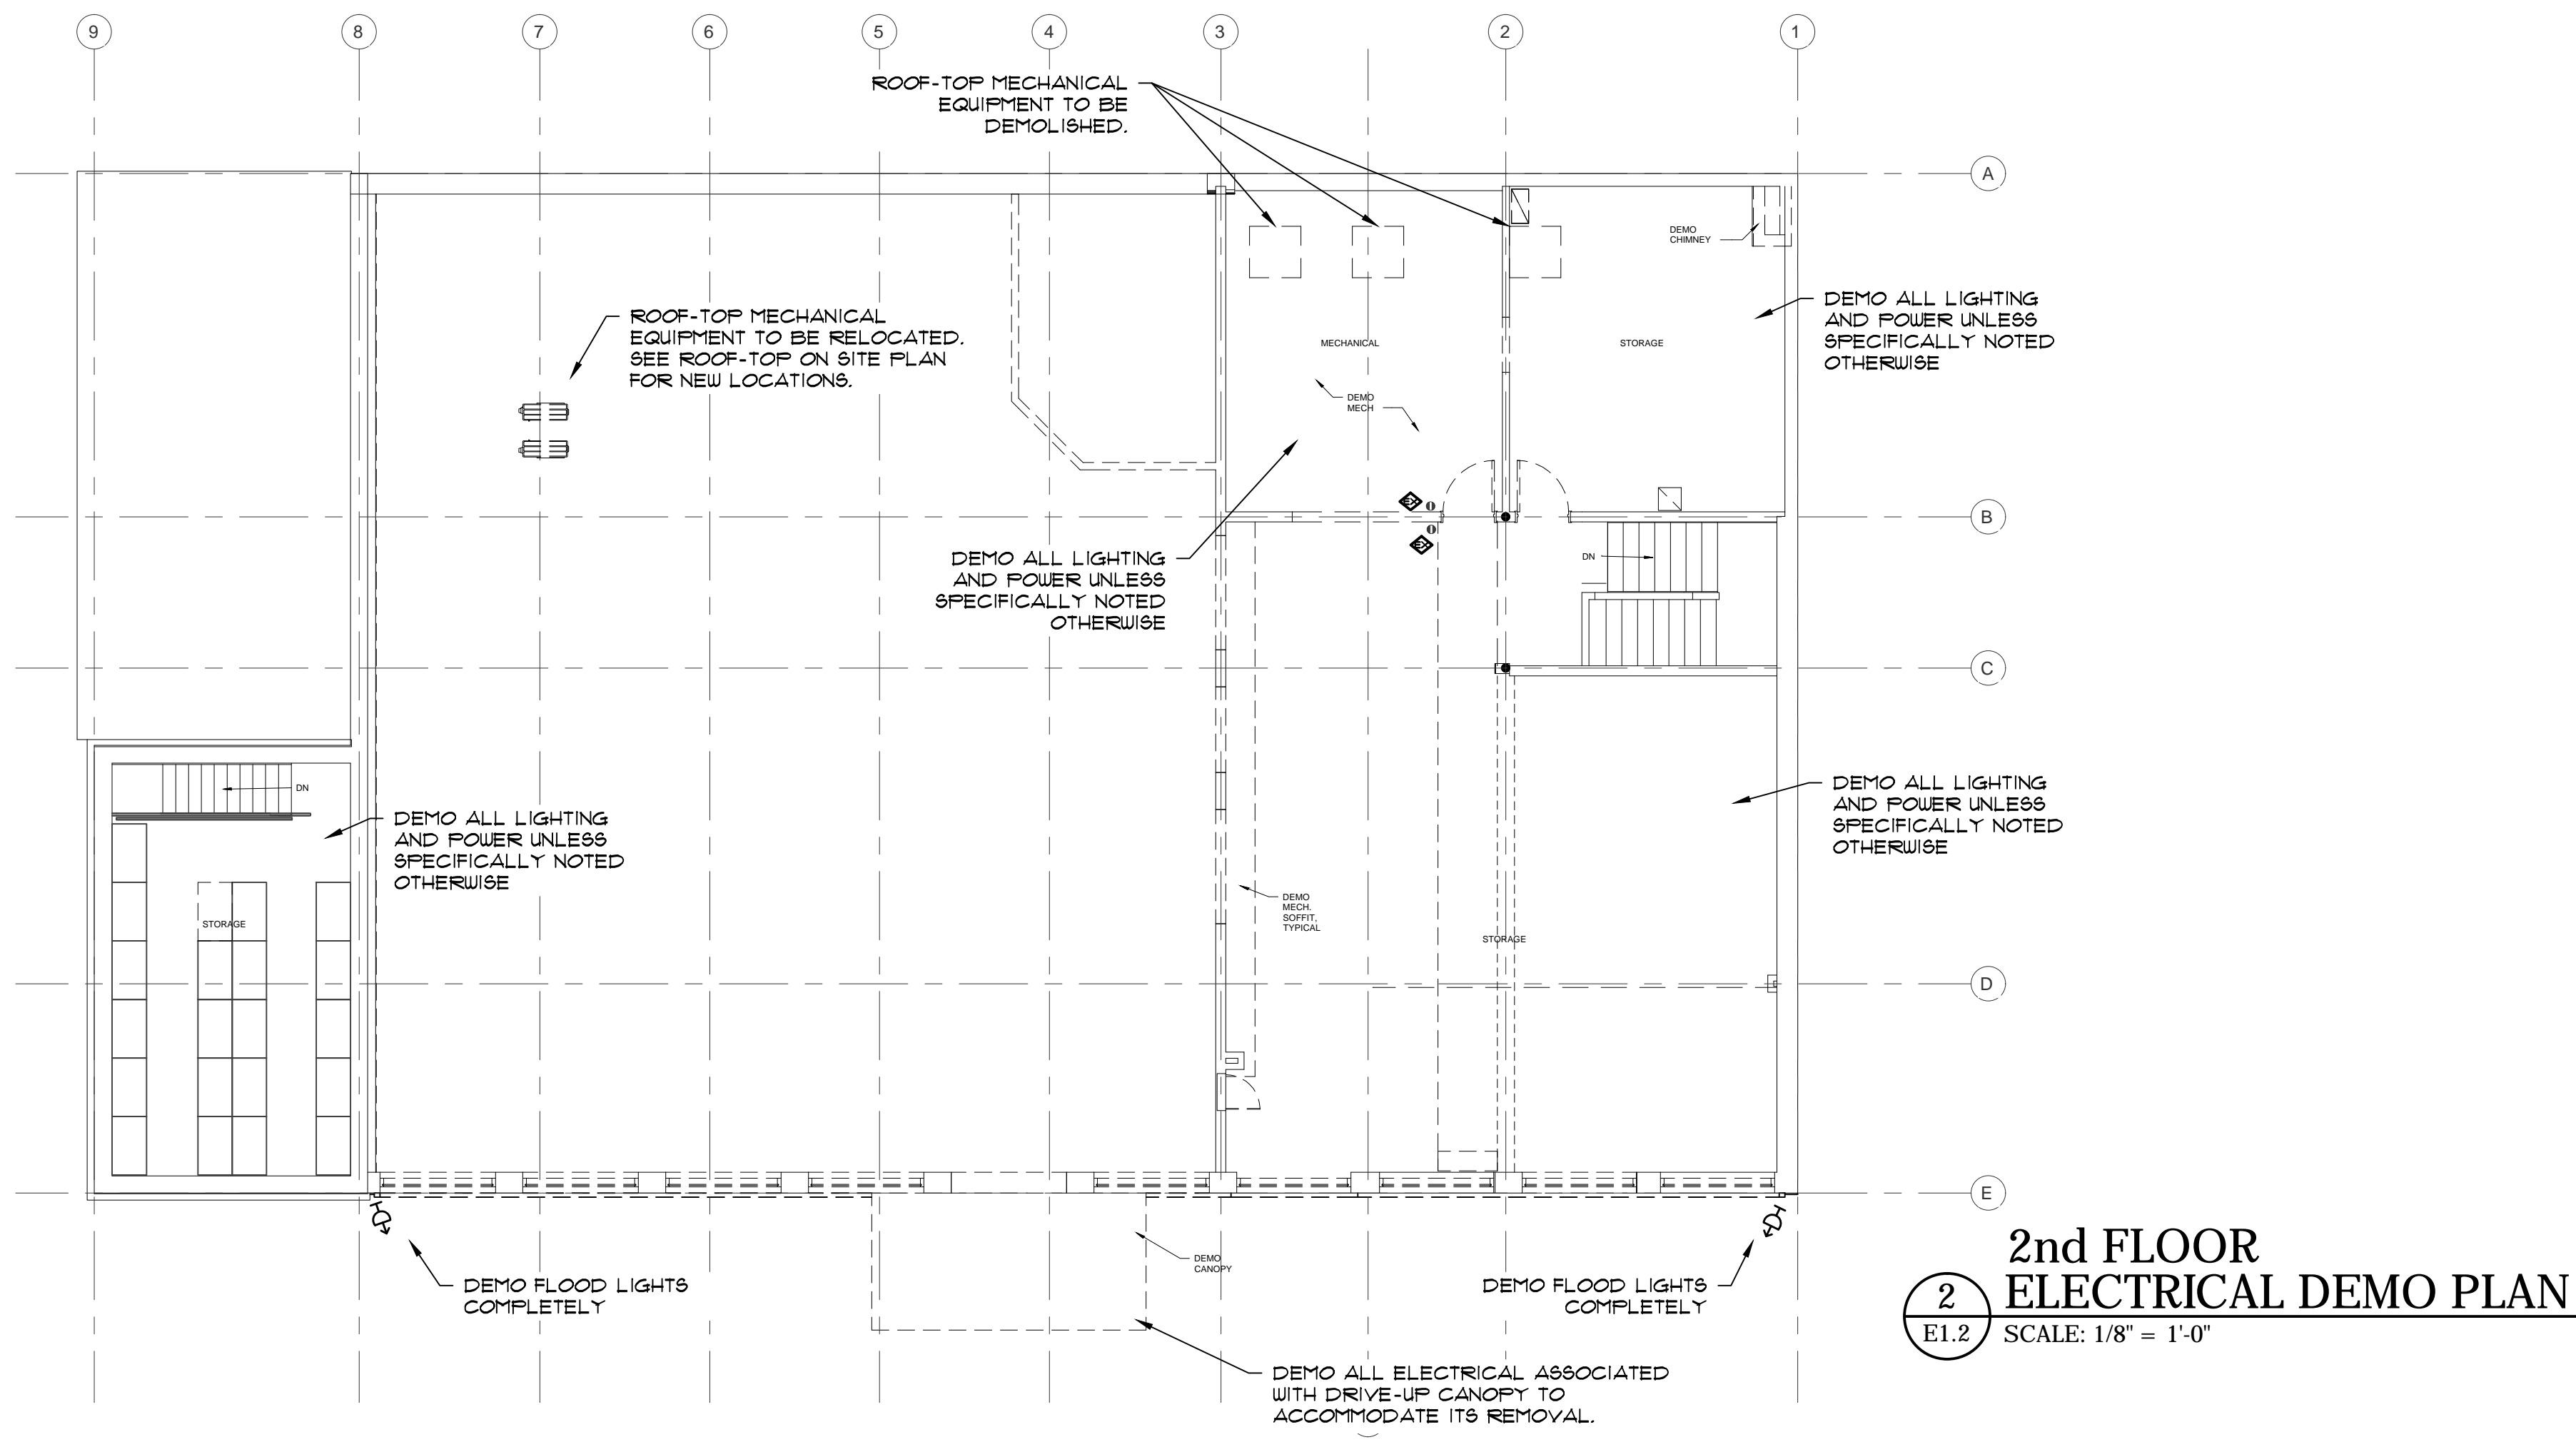 9
8
7
6
5
4
3
2
1
ROOF-TOP MECHANICAL
EQUIPMENT TO BE
DEMOLISHED.
A
DEMO
CHIMNEY
DEMO ALL LIGHTING
AND POWER UNLESS
SPECIFICALLY NOTED
OTHERWISE
ROOF-TOP MECHANICAL
EQUIPMENT TO BE RELOCATED.
SEE ROOF-TOP ON SITE PLAN
FOR NEW LOCATIONS.
MECHANICAL
STORAGE
DEMO
MECH
EX
B
EX
DEMO ALL LIGHTING
AND POWER UNLESS
SPECIFICALLY NOTED
OTHERWISE
DN
C
DN
DEMO ALL LIGHTING
AND POWER UNLESS
SPECIFICALLY NOTED
OTHERWISE
DEMO ALL LIGHTING
AND POWER UNLESS
SPECIFICALLY NOTED
OTHERWISE
STORAGE
DEMO
MECH.
SOFFIT,
TYPICAL
STORAGE
D
E
DEMO FLOOD LIGHTS
COMPLETELY
DEMO
CANOPY
DEMO FLOOD LIGHTS
COMPLETELY
DEMO ALL ELECTRICAL ASSOCIATED
WITH DRIVE-UP CANOPY TO
ACCOMMODATE ITS REMOVAL.
2nd FLOOR
2
ELECTRICAL DEMO PLAN
E1.2
SCALE: 1/8" = 1'-0"